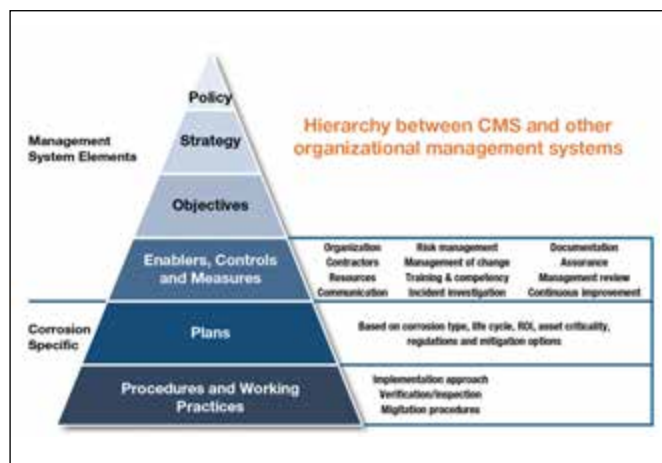 Policy
Hierarchy between CMS and other
organizational management systems
Management
System Elements
Strategy
Objectives
Enablers, Controls
and Measures
Organization
Contractors
Resources
Communication
Risk management
Management of change
Training & competency
Incident investigation
Documentation
Assurance
Management review
Continuous improvement
Corrosion
Specific
Plans
Based on corrosion type, life cycle, ROI, asset criticality,
regulations and mitigation options
Procedures and Working
Practices
Implementation approach
Verification/inspection
Migitation procedures